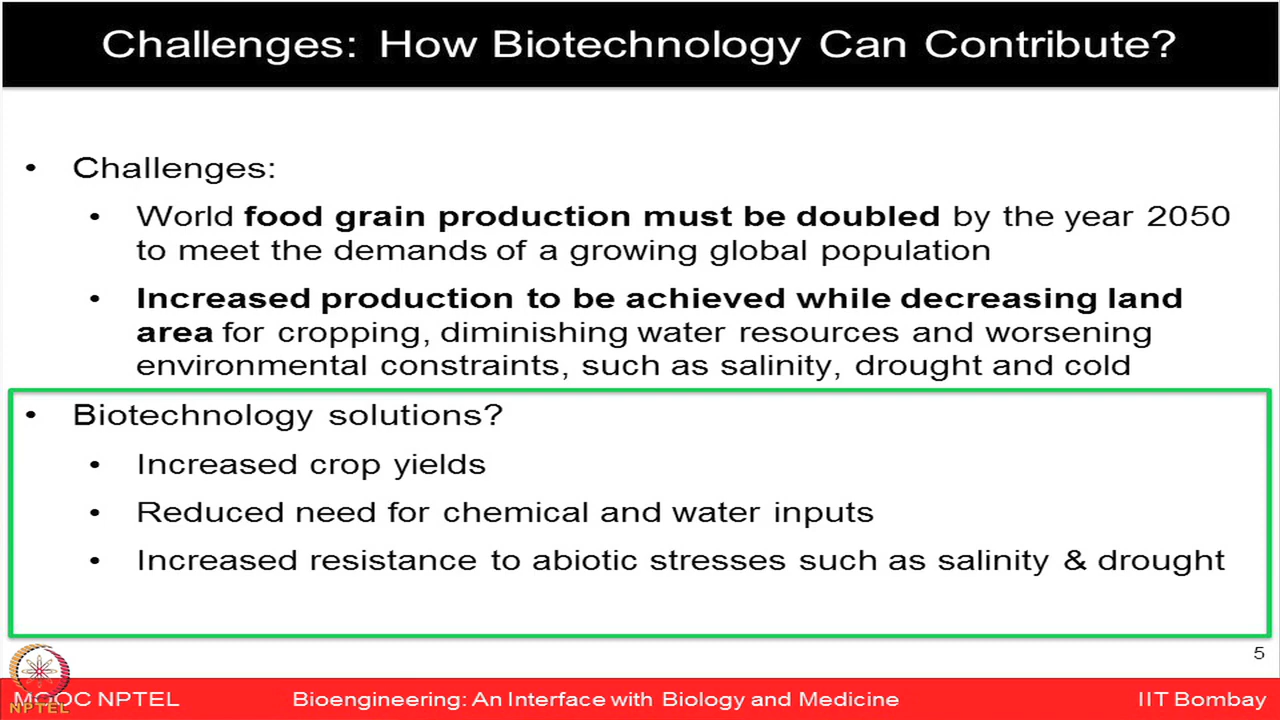 Challenges: How Biotechnology Can Contribute?
• Challenges:
• World food grain production must be doubled by the year 2050
to meet the demands of a growing global population
• Increased production to be achieved while decreasing land
area for cropping, diminishing water resources and worsening
environmental constraints, such as salinity, drought and cold
• Biotechnology solutions?
• Increased crop yields
• Reduced need for chemical and water inputs
• Increased resistance to abiotic stresses such as salinity & drought
5
MOOC NPTEL Bioengineering: An Interface with Biology and Medicine IIT Bombay
NPTEL